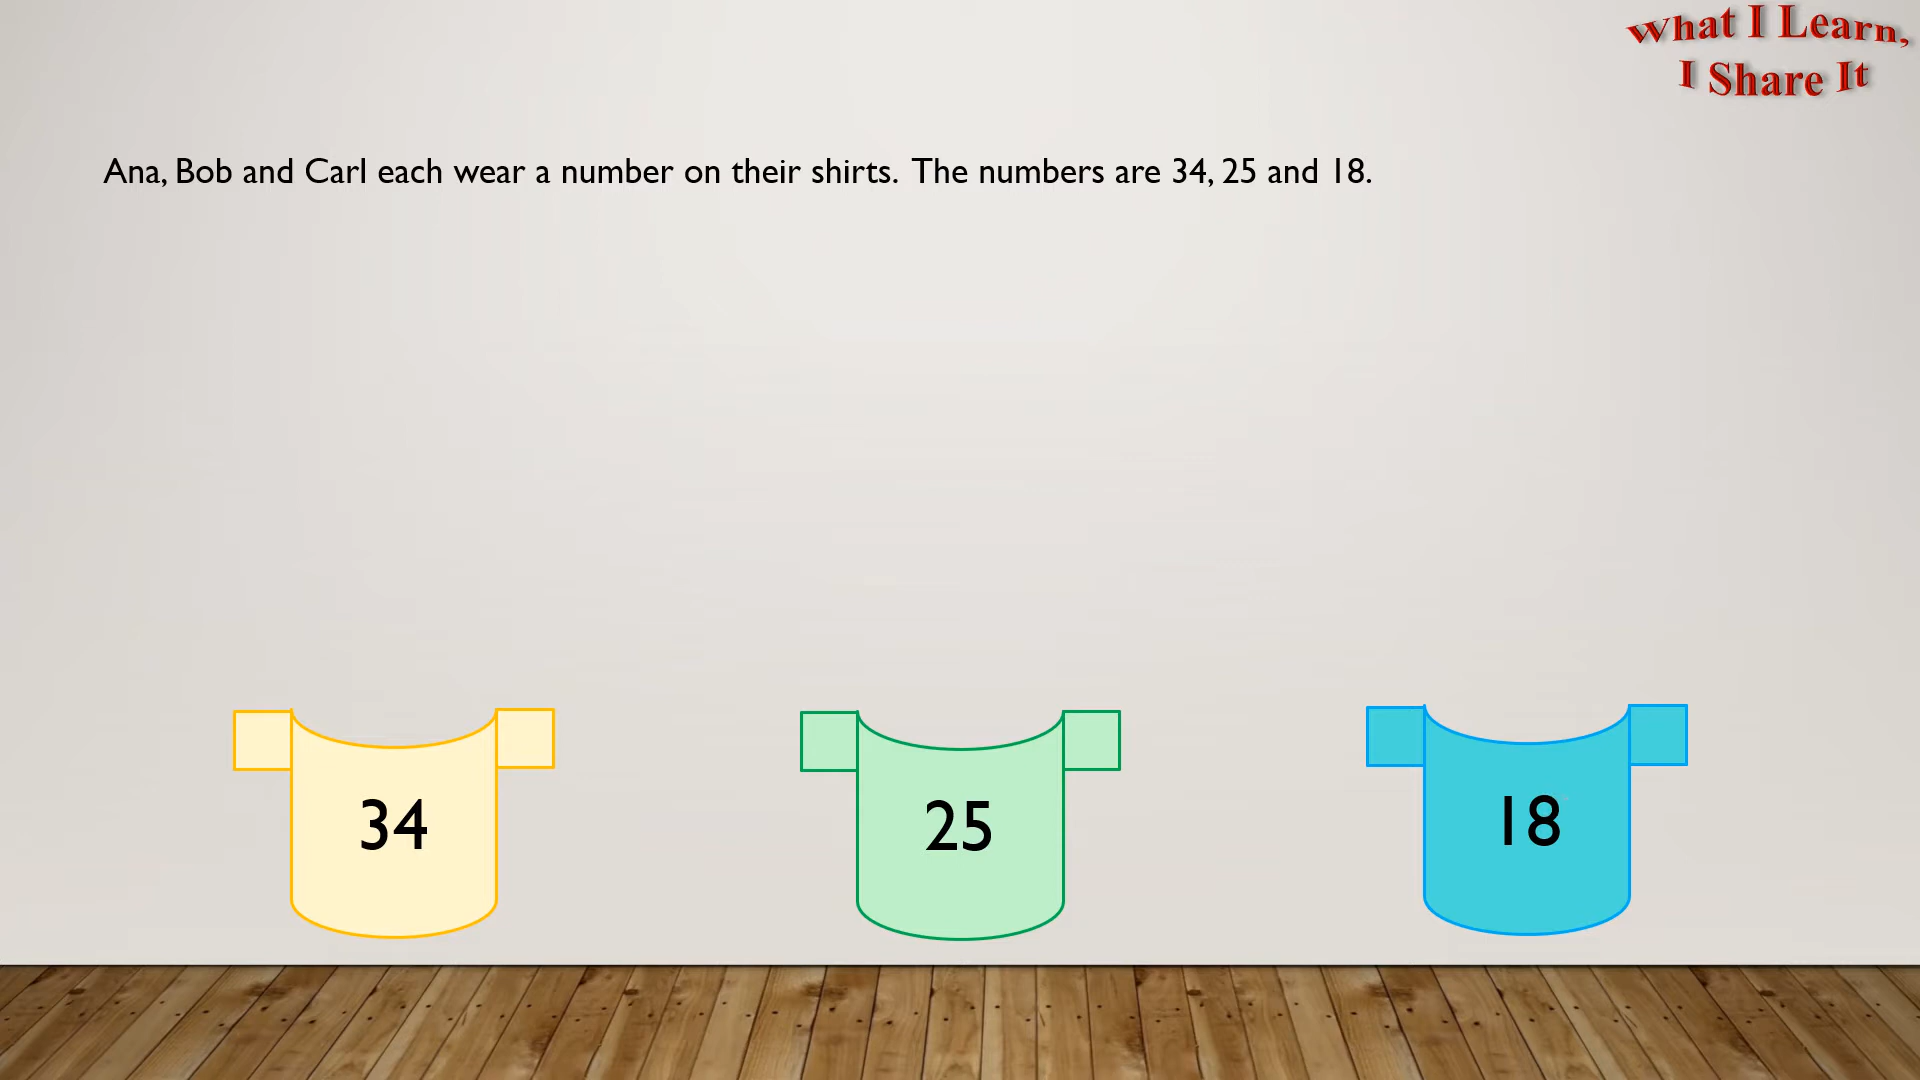 What I Learn,
I Share It
Ana, Bob and Carl each wear a number on their shirts. The numbers are 34, 25 and 18.
34
25
18